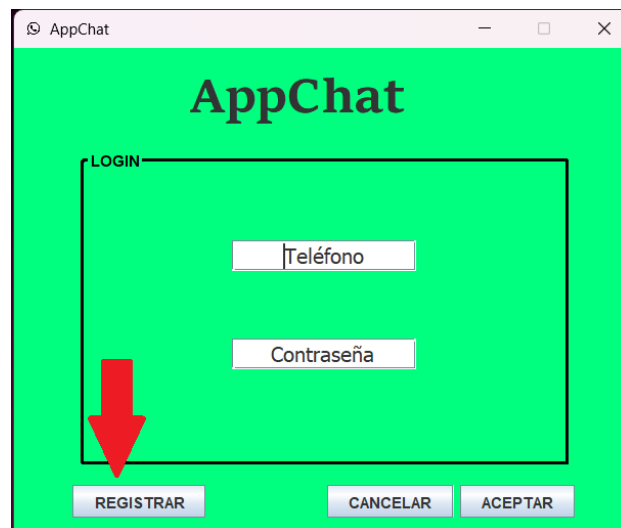 AppChat
AppChat
LOGIN
Teléfono
Contraseña
REGISTRAR CANCELAR ACEPTAR